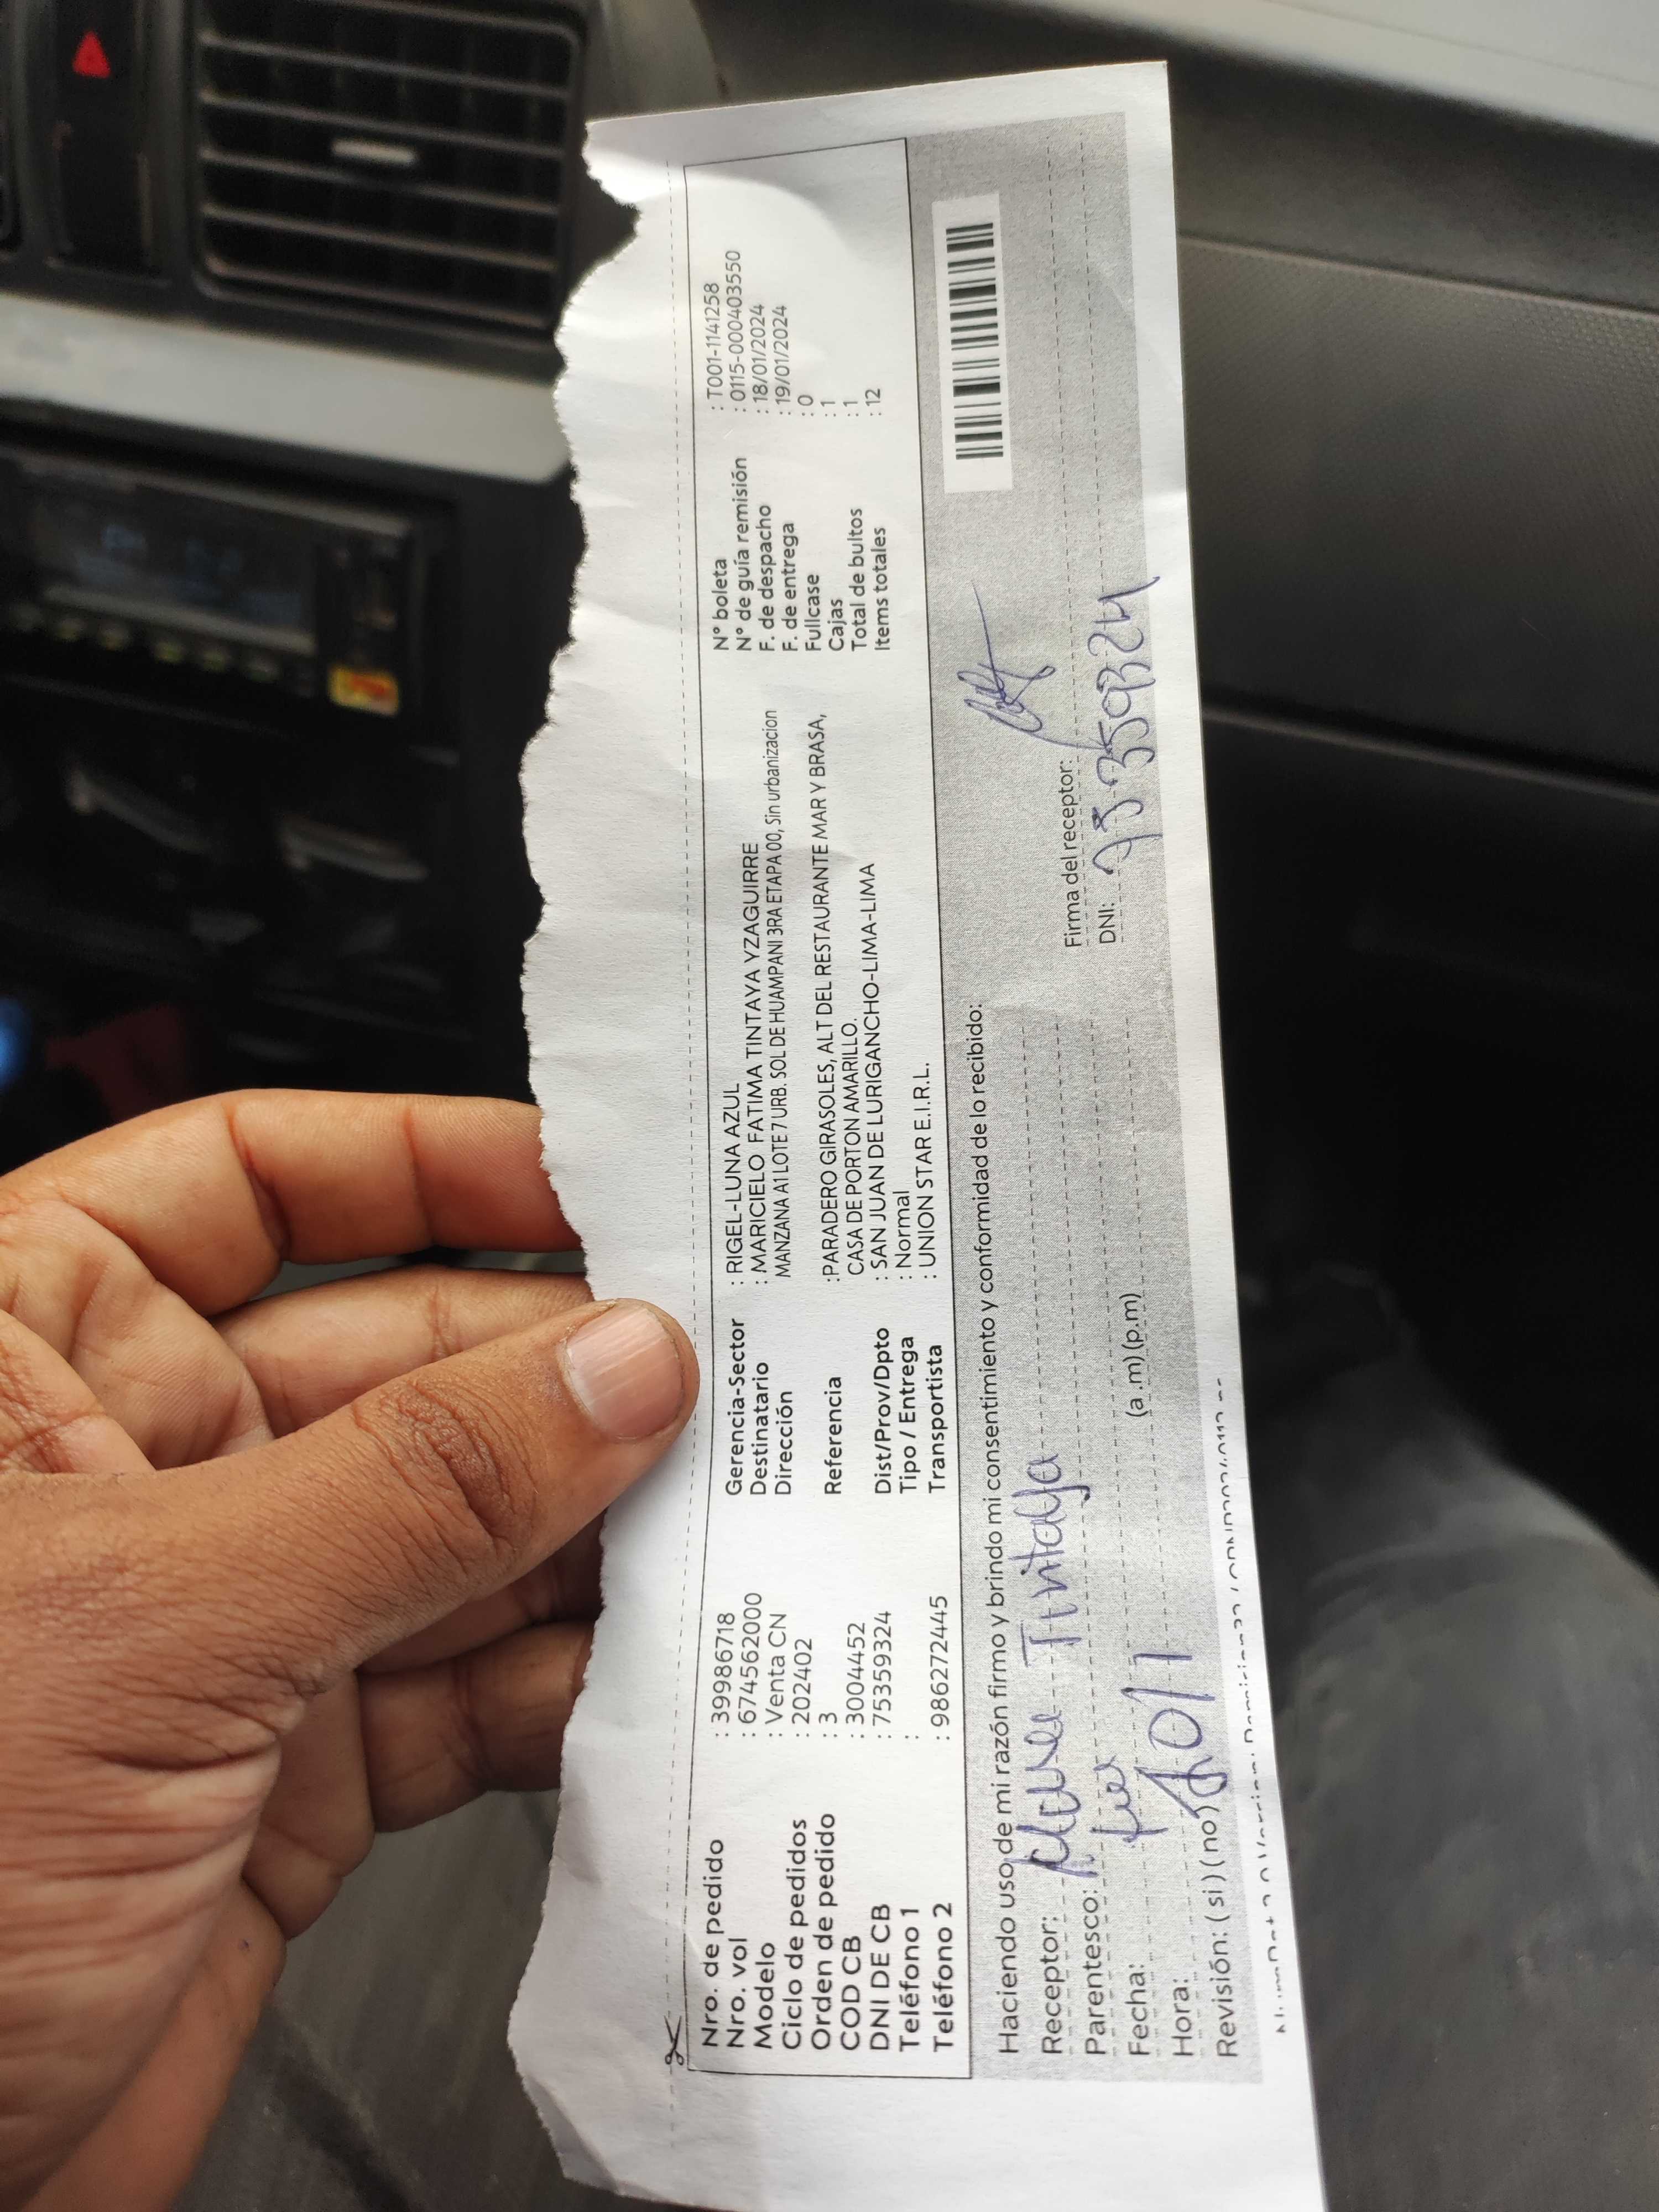 Nro. de pedido : 39986718
Nro. vol : 674562000
Modelo : Venta CN
Ciclo de pedidos : 202402
Orden de pedido : 3
COD CB : 3004452
DNI DE CB : 75359324
Teléfono 1 :
Teléfono 2 : 986272445
Gerencia-Sector : RIGEL-LUNA AZUL
Destinatario : MARICIELO FATIMA TINTAYA YZAGUIRRE
Dirección MANZANA A1 LOTE 7 URB. SOL DE HUAMPANI 3RA ETAPA 00, Sin urbanizacion
Referencia :PARADERO GIRASOLES, ALT DEL RESTAURANTE MAR Y BRASA,
CASA DE PORTON AMARILLO.
Dist/Prov/Dpto : SAN JUAN DE LURIGANCHO-LIMA-LIMA
Tipo / Entrega : Normal
Transportista : UNION STAR E.I.R.L.
N° boleta : T001-1141258
N° de guía remisión : 0115-000403550
F. de despacho : 18/01/2024
F. de entrega : 19/01/2024
Fullcase : 0
Cajas : 1
Total de bultos : 1
Items totales : 12
Haciendo uso de mi razón firmo y brindo mi consentimiento y conformidad de lo recibido:
Receptor: Tintaya
Parentesco:
Fecha:
Hora: (a.m) (p.m)
Revisión: ( si ) ( no )
Firma del receptor:
DNI: 75359324